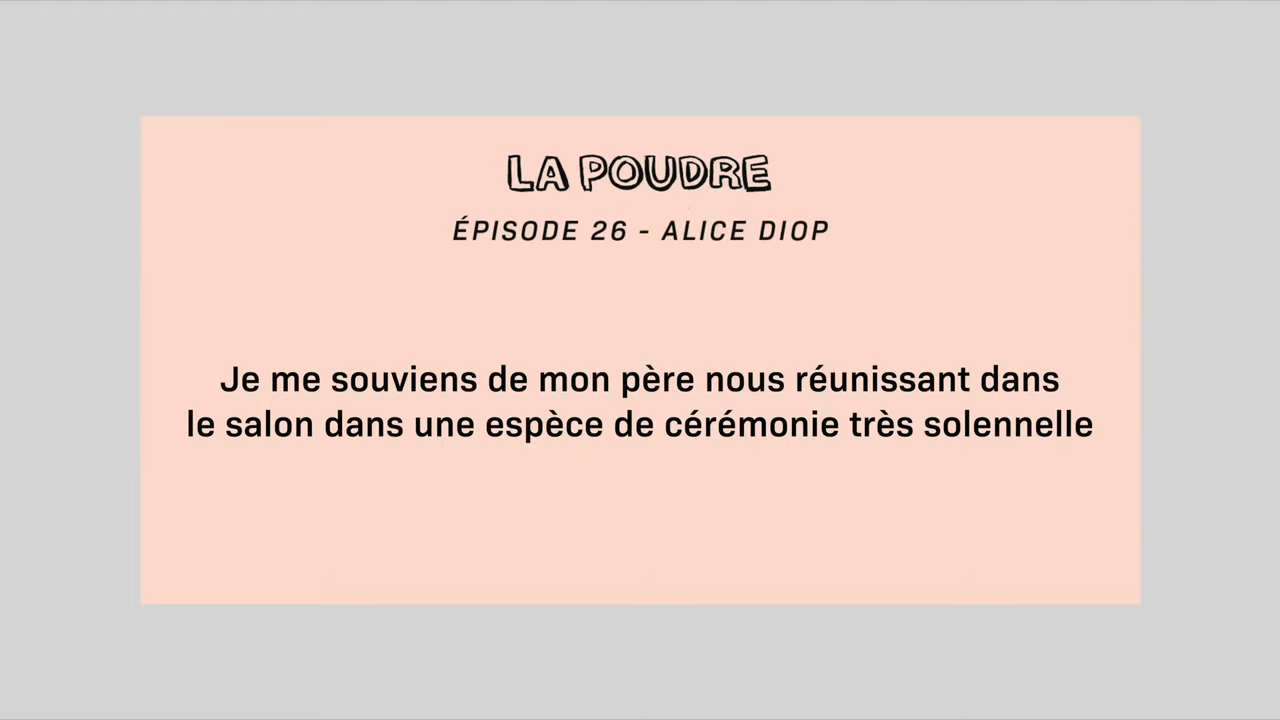 LA POUDRE
ÉPISODE 26 - ALICE DIOP
Je me souviens de mon père nous réunissant dans
le salon dans une espèce de cérémonie très solennelle